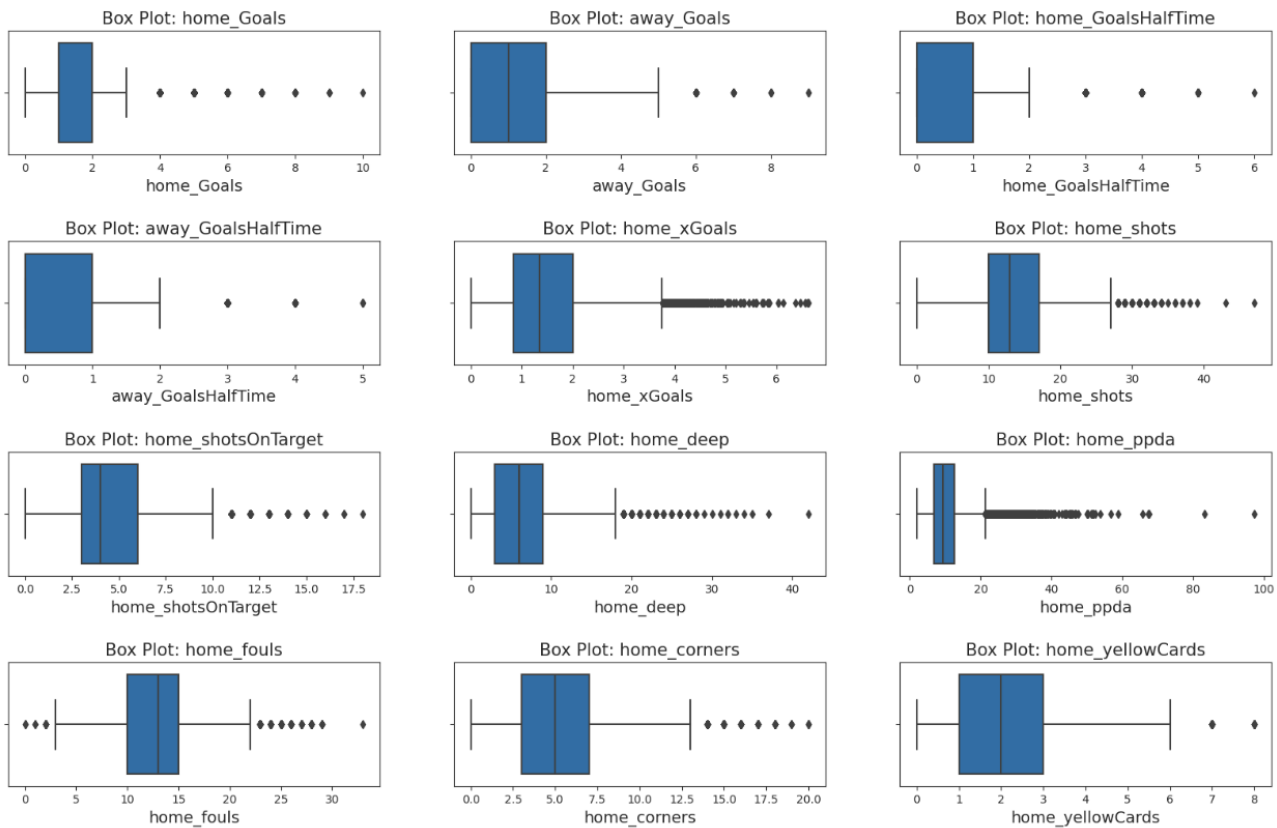 Box Plot: home_Goals
0 2 4 6 8 10
home_Goals
Box Plot: away_Goals
0 2 4 6 8
away_Goals
Box Plot: home_GoalsHalfTime
0 1 2 3 4 5 6
home_GoalsHalfTime
Box Plot: away_GoalsHalfTime
0 1 2 3 4 5
away_GoalsHalfTime
Box Plot: home_xGoals
0 1 2 3 4 5 6
home_xGoals
Box Plot: home_shots
0 10 20 30 40
home_shots
Box Plot: home_shotsOnTarget
0.0 2.5 5.0 7.5 10.0 12.5 15.0 17.5
home_shotsOnTarget
Box Plot: home_deep
0 10 20 30 40
home_deep
Box Plot: home_ppda
0 20 40 60 80 100
home_ppda
Box Plot: home_fouls
0 5 10 15 20 25 30
home_fouls
Box Plot: home_corners
0.0 2.5 5.0 7.5 10.0 12.5 15.0 17.5 20.0
home_corners
Box Plot: home_yellowCards
0 1 2 3 4 5 6 7 8
home_yellowCards